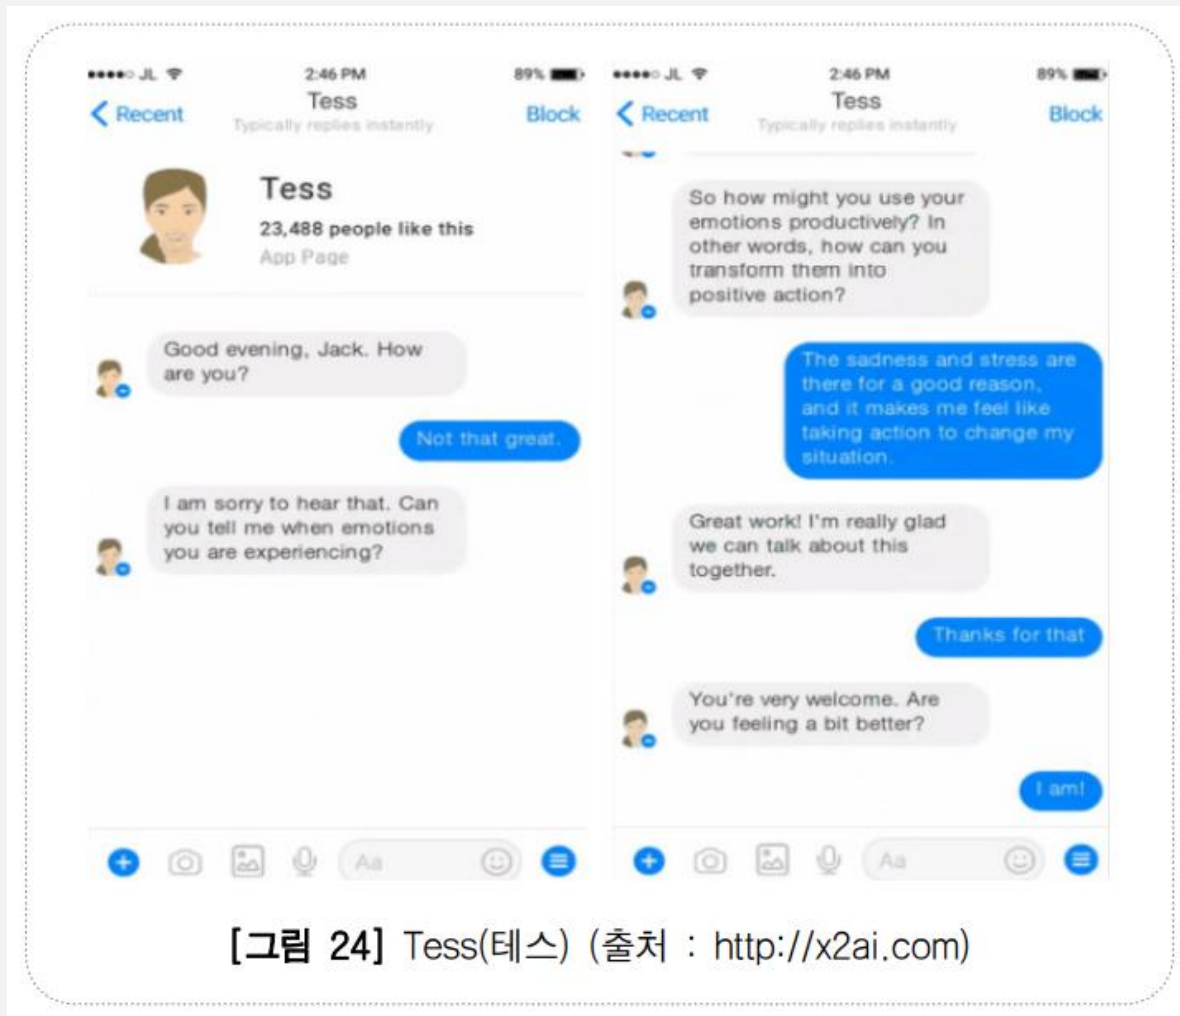 JL 2:46 PM 89%
Recent Tess Block
Typically replies instantly
Tess
23,488 people like this
App Page
Good evening, Jack. How
are you?
Not that great.
I am sorry to hear that. Can
you tell me when emotions
you are experiencing?
Aa
JL 2:46 PM 89%
Recent Tess Block
Typically replies instantly
So how might you use your
emotions productively? In
other words, how can you
transform them into
positive action?
The sadness and stress are
there for a good reason,
and it makes me feel like
taking action to change my
situation.
Great work! I'm really glad
we can talk about this
together.
Thanks for that
You're very welcome. Are
you feeling a bit better?
I am!
Aa
[그림 24] Tess(테스) (출처 : http://x2ai.com)